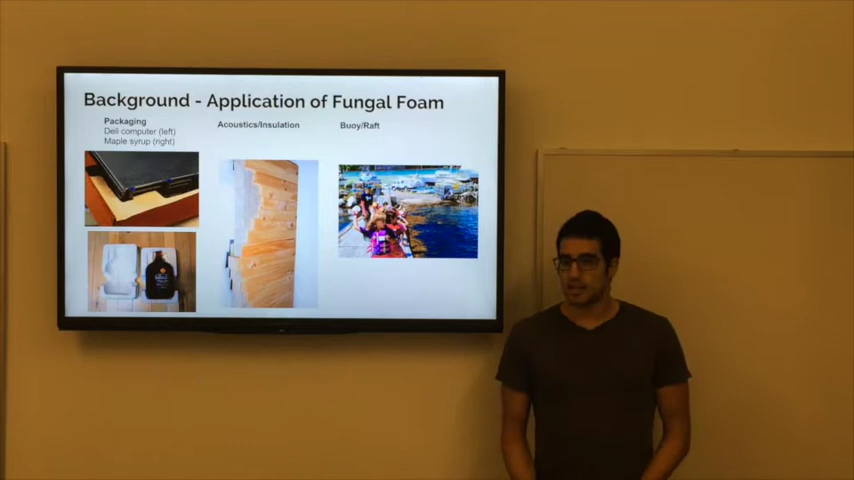 Background - Application of Fungal Foam
Packaging
Dell computer (left)
Maple syrup (right)
Acoustics/Insulation
Buoy/Raft